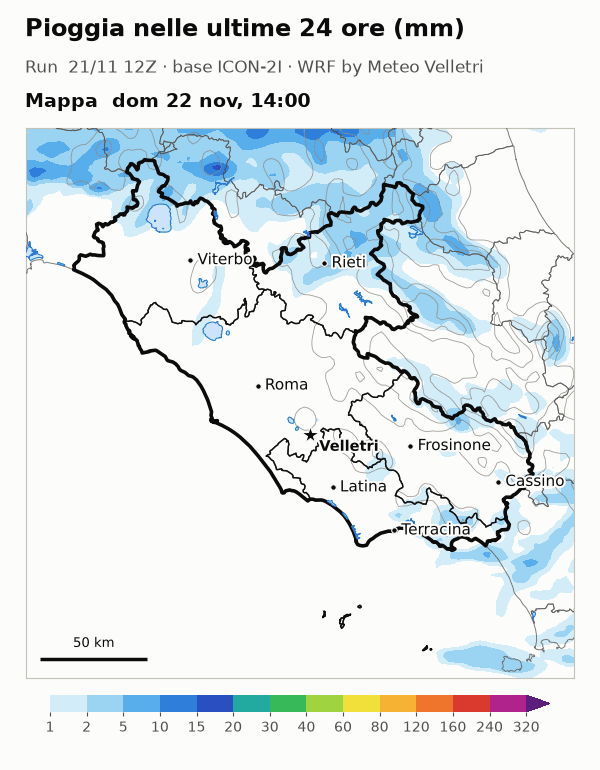 Pioggia nelle ultime 24 ore (mm)
Run 21/11 12Z · base ICON-2I · WRF by Meteo Velletri
Mappa dom 22 nov, 14:00
Viterbo
Rieti
Roma
Velletri
Frosinone
Cassino
Latina
Terracina
50 km
1 2 5 10 15 20 30 40 60 80 120 160 240 320